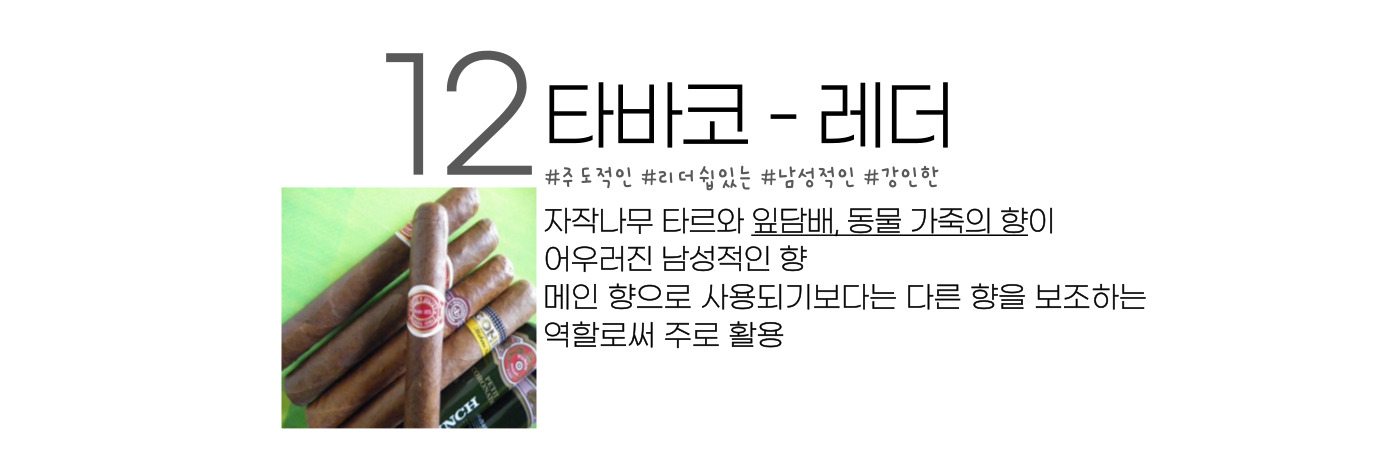 12
타바코 - 레더
#주도적인 #리더쉽있는 #남성적인 #강인한
자작나무 타르와 잎담배, 동물 가죽의 향이
어우러진 남성적인 향
메인 향으로 사용되기보다는 다른 향을 보조하는
역할로써 주로 활용
PETIT
CORONAS
NCH